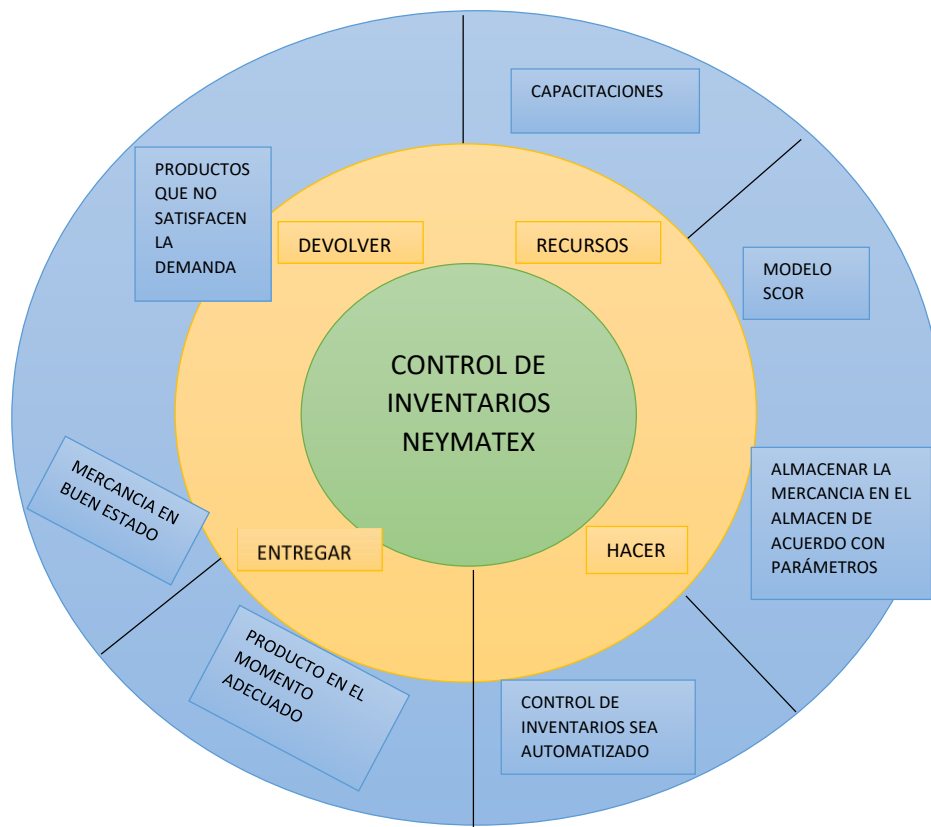 CAPACITACIONES
PRODUCTOS
QUE NO
SATISFACEN
LA
DEMANDA
DEVOLVER
RECURSOS
MODELO
SCOR
CONTROL DE
INVENTARIOS
NEYMATEX
MERCANCIA EN
BUEN ESTADO
ALMACENAR LA
MERCANCIA EN EL
ALMACEN DE
ACUERDO CON
PARÁMETROS
ENTREGAR
HACER
PRODUCTO EN EL
MOMENTO
ADECUADO
CONTROL DE
INVENTARIOS SEA
AUTOMATIZADO